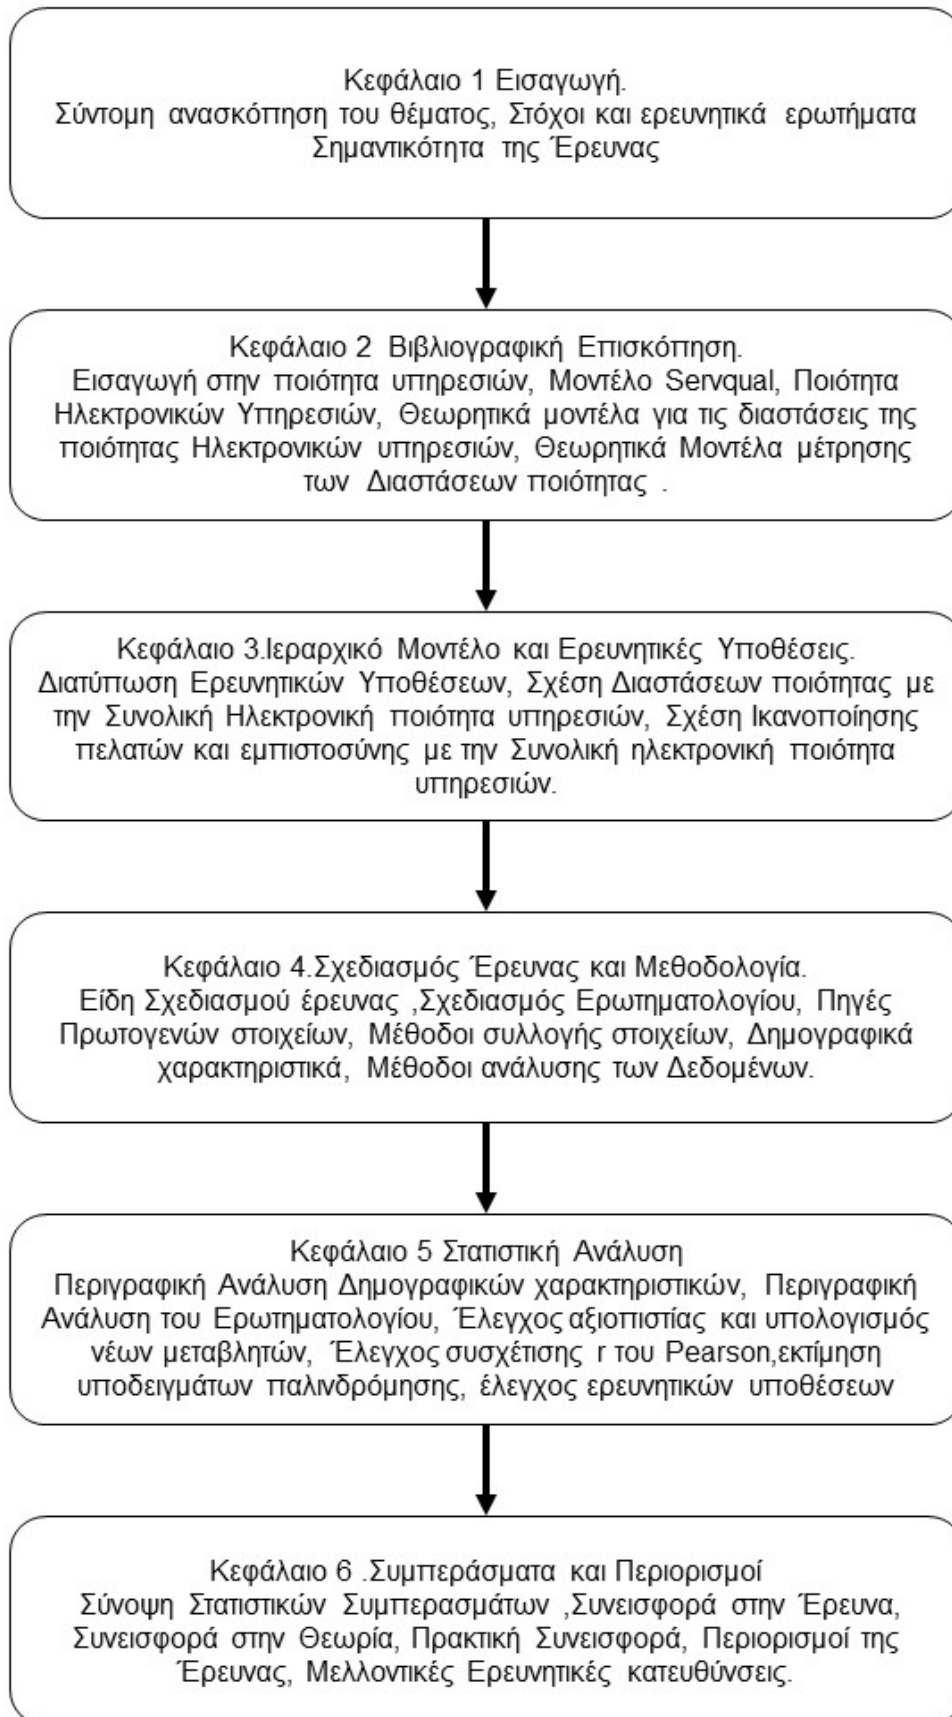 Κεφάλαιο 1 Εισαγωγή.
Σύντομη ανασκόπηση του θέματος, Στόχοι και ερευνητικά ερωτήματα
Σημαντικότητα της Έρευνας
Κεφάλαιο 2 Βιβλιογραφική Επισκόπηση.
Εισαγωγή στην ποιότητα υπηρεσιών, Μοντέλο Servqual, Ποιότητα
Ηλεκτρονικών Υπηρεσιών, Θεωρητικά μοντέλα για τις διαστάσεις της
ποιότητας Ηλεκτρονικών υπηρεσιών, Θεωρητικά Μοντέλα μέτρησης
των Διαστάσεων ποιότητας .
Κεφάλαιο 3.Ιεραρχικό Μοντέλο και Ερευνητικές Υποθέσεις.
Διατύπωση Ερευνητικών Υποθέσεων, Σχέση Διαστάσεων ποιότητας με
την Συνολική Ηλεκτρονική ποιότητα υπηρεσιών, Σχέση Ικανοποίησης
πελατών και εμπιστοσύνης με την Συνολική ηλεκτρονική ποιότητα
υπηρεσιών.
Κεφάλαιο 4.Σχεδιασμός Έρευνας και Μεθοδολογία.
Είδη Σχεδιασμού έρευνας ,Σχεδιασμός Ερωτηματολογίου, Πηγές
Πρωτογενών στοιχείων, Μέθοδοι συλλογής στοιχείων, Δημογραφικά
χαρακτηριστικά, Μέθοδοι ανάλυσης των Δεδομένων.
Κεφάλαιο 5 Στατιστική Ανάλυση
Περιγραφική Ανάλυση Δημογραφικών χαρακτηριστικών, Περιγραφική
Ανάλυση του Ερωτηματολογίου, Έλεγχος αξιοπιστίας και υπολογισμός
νέων μεταβλητών, Έλεγχος συσχέτισης r του Pearson,εκτίμηση
υποδειγμάτων παλινδρόμησης, έλεγχος ερευνητικών υποθέσεων
Κεφάλαιο 6 .Συμπεράσματα και Περιορισμοί
Σύνοψη Στατιστικών Συμπερασμάτων ,Συνεισφορά στην Έρευνα,
Συνεισφορά στην Θεωρία, Πρακτική Συνεισφορά, Περιορισμοί της
Έρευνας, Μελλοντικές Ερευνητικές κατευθύνσεις.